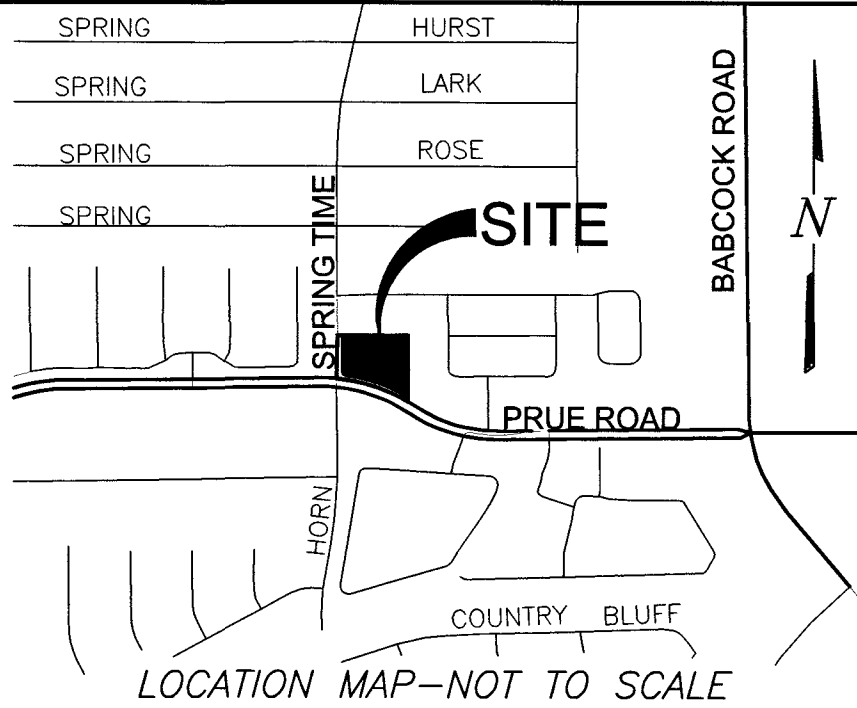 SPRING HURST
SPRING LARK
SPRING ROSE
SPRING
SPRING TIME
SITE
BABCOCK ROAD
N
PRUE ROAD
HORN
COUNTRY BLUFF
LOCATION MAP-NOT TO SCALE